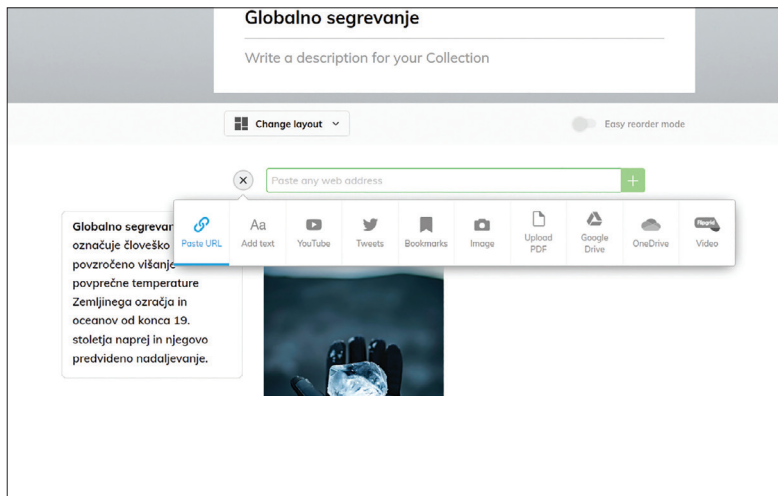 Globalno segrevanje
Write a description for your Collection
Change layout
Easy reorder mode
Paste any web address
Paste URL
Add text
YouTube
Tweets
Bookmarks
Image
Upload PDF
Google Drive
OneDrive
Video
Globalno
označuje človeško
povzročeno višanje
povprečne temperature
Zemljinega ozračja in
oceanov od konca 19.
stoletja naprej in njegovo
predvideno nadaljevanje.